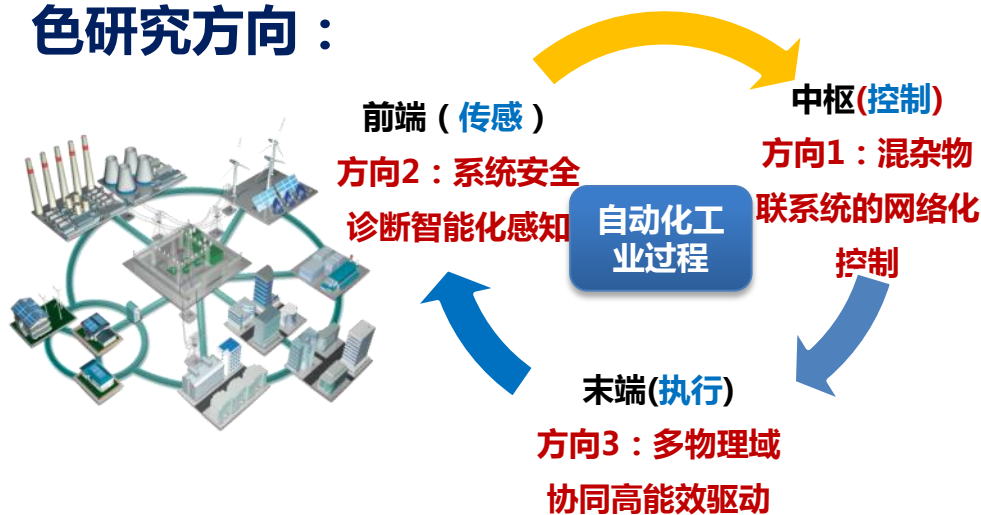 色研究方向：
前端（传感）
方向2：系统安全
诊断智能化感知
中枢(控制)
方向1：混杂物
联系统的网络化
控制
自动化工
业过程
末端(执行)
方向3：多物理域
协同高能效驱动